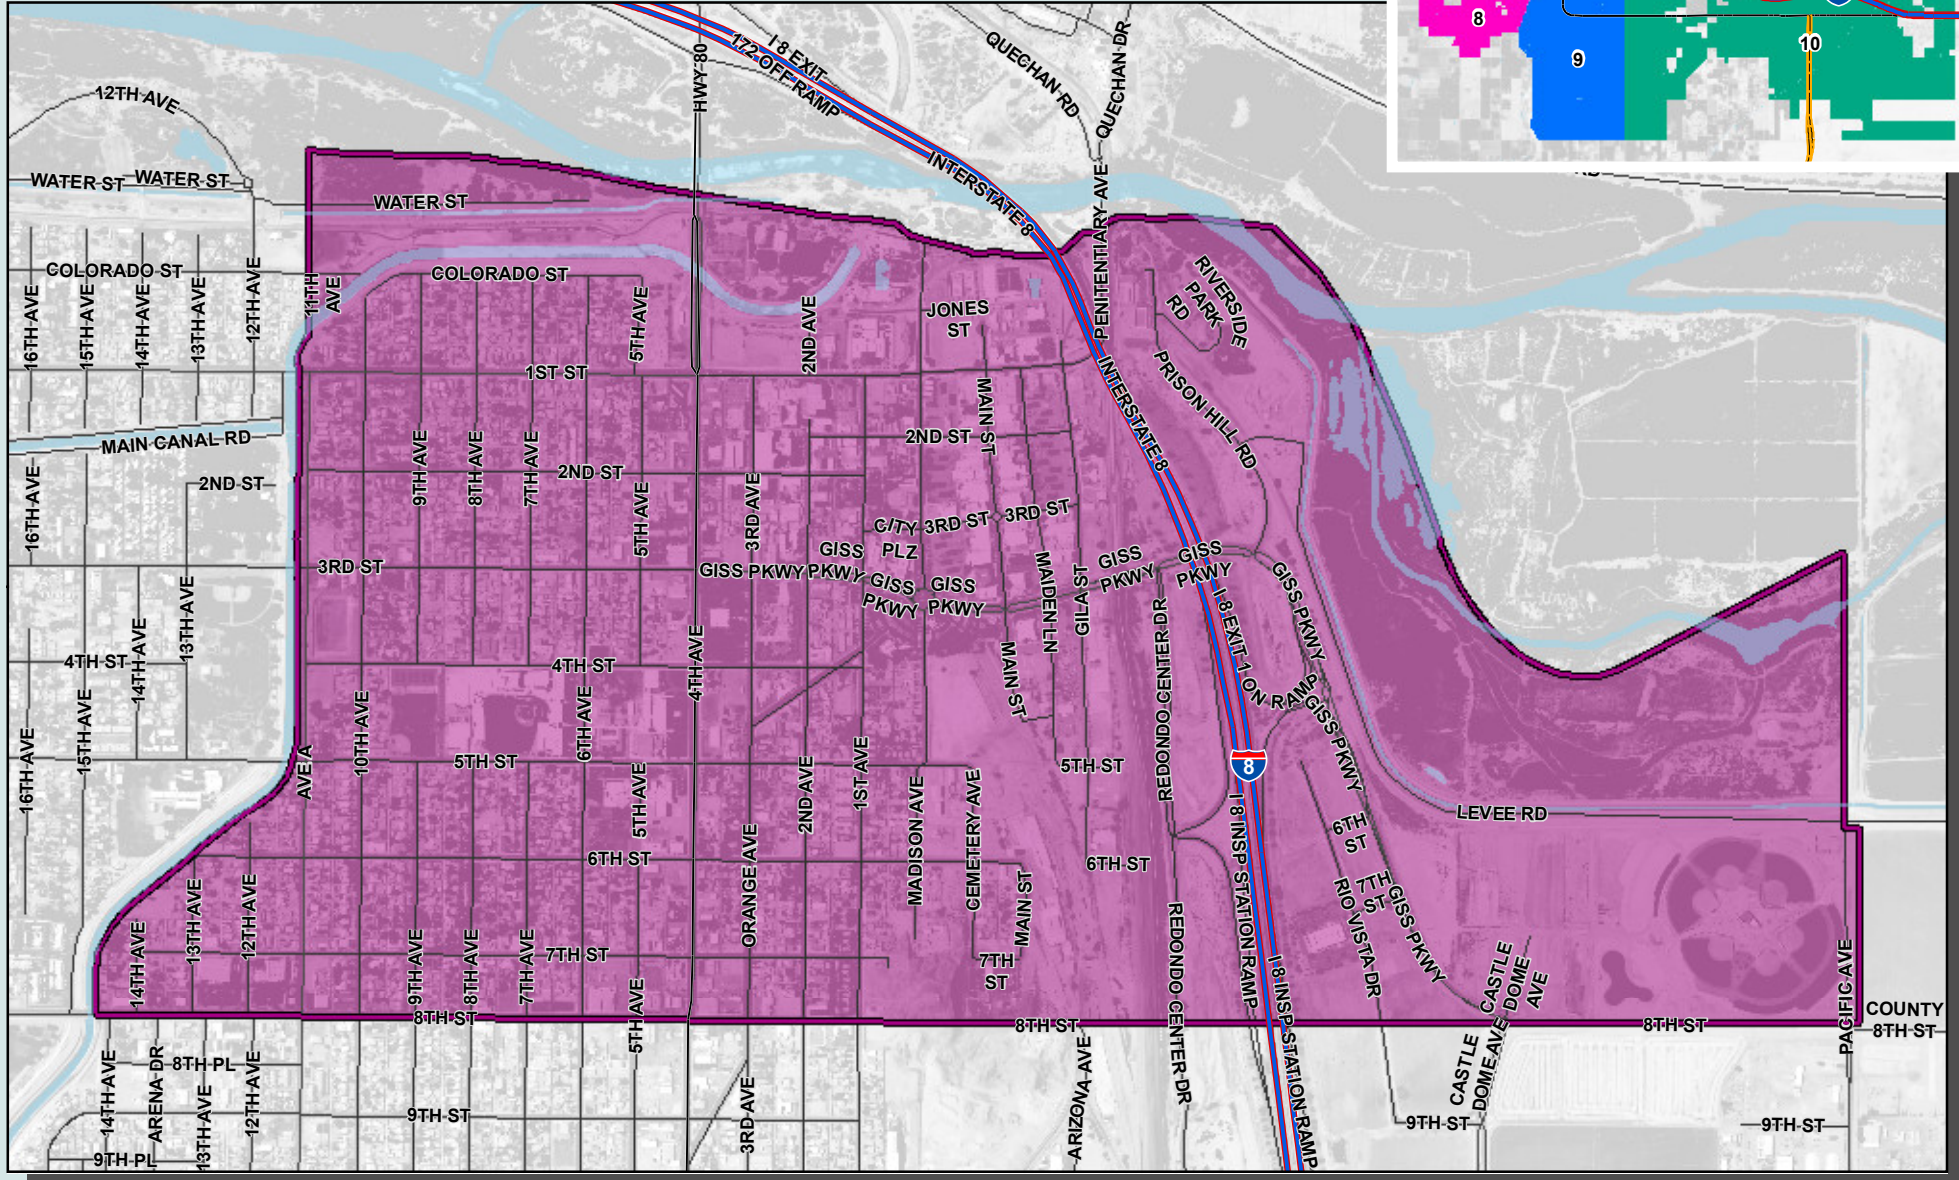 8
9
10
I 8 EXIT
172 OFF RAMP
HWY 80
QUECHAN RD
QUECHAN DR
12TH AVE
WATER ST
WATER ST
WATER ST
INTERSTATE 8
PENITENTIARY AVE
COLORADO ST
COLORADO ST
11TH
AVE
16TH AVE
15TH AVE
14TH AVE
13TH AVE
12TH AVE
5TH AVE
2ND AVE
JONES
ST
RIVERSIDE
PARK
RD
1ST ST
MAIN ST
INTERSTATE 8
PRISON HILL RD
MAIN CANAL RD
2ND ST
2ND ST
2ND ST
16TH AVE
9TH AVE
8TH AVE
7TH AVE
5TH AVE
3RD AVE
CITY
PLZ
3RD ST
3RD ST
3RD ST
GISS PKWY
GISS
PKWY
GISS
PKWY
GISS
PKWY
GISS
PKWY
GISS
PKWY
GISS PKWY
MAIDEN LN
GILA ST
REDONDO CENTER DR
I 8 EXIT 1 ON RAMP
GISS PKWY
13TH AVE
14TH AVE
4TH ST
4TH ST
4TH AVE
MAIN ST
16TH AVE
15TH AVE
AVE A
10TH AVE
6TH AVE
5TH ST
5TH ST
5TH AVE
2ND AVE
1ST AVE
MADISON AVE
CEMETERY AVE
8
I 8 INSP STATION RAMP
LEVEE RD
6TH
ST
6TH ST
6TH ST
ORANGE AVE
MAIN ST
7TH
ST
RIO VISTA DR
GISS PKWY
14TH AVE
13TH AVE
12TH AVE
9TH AVE
8TH AVE
7TH AVE
7TH ST
7TH
ST
REDONDO CENTER DR
I 8 INSP STATION RAMP
CASTLE
DOME
AVE
PACIFIC AVE
COUNTY
8TH ST
8TH ST
8TH ST
8TH ST
5TH AVE
8TH PL
14TH AVE
ARENA DR
13TH AVE
12TH AVE
9TH ST
3RD AVE
ARIZONA AVE
CASTLE
DOME AVE
9TH ST
9TH ST
9TH PL